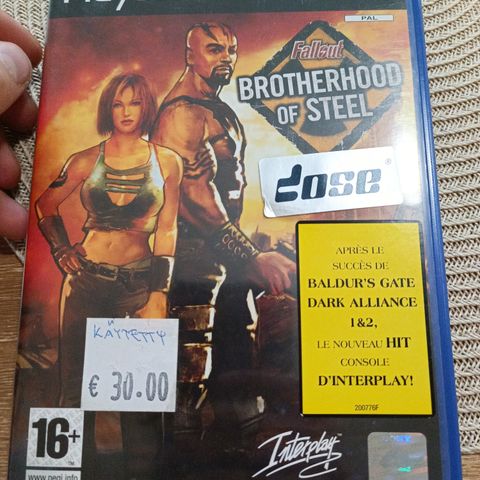 PAL
Fallout
BROTHERHOOD
OF STEEL
dose®
APRÈS LE
SUCCÈS DE
BALDUR'S GATE
DARK ALLIANCE
1&2,
LE NOUVEAU HIT
CONSOLE
D'INTERPLAY!
200776F
KÄYTETTY
€ 30.00
16+
www.pegi.info
Interplay